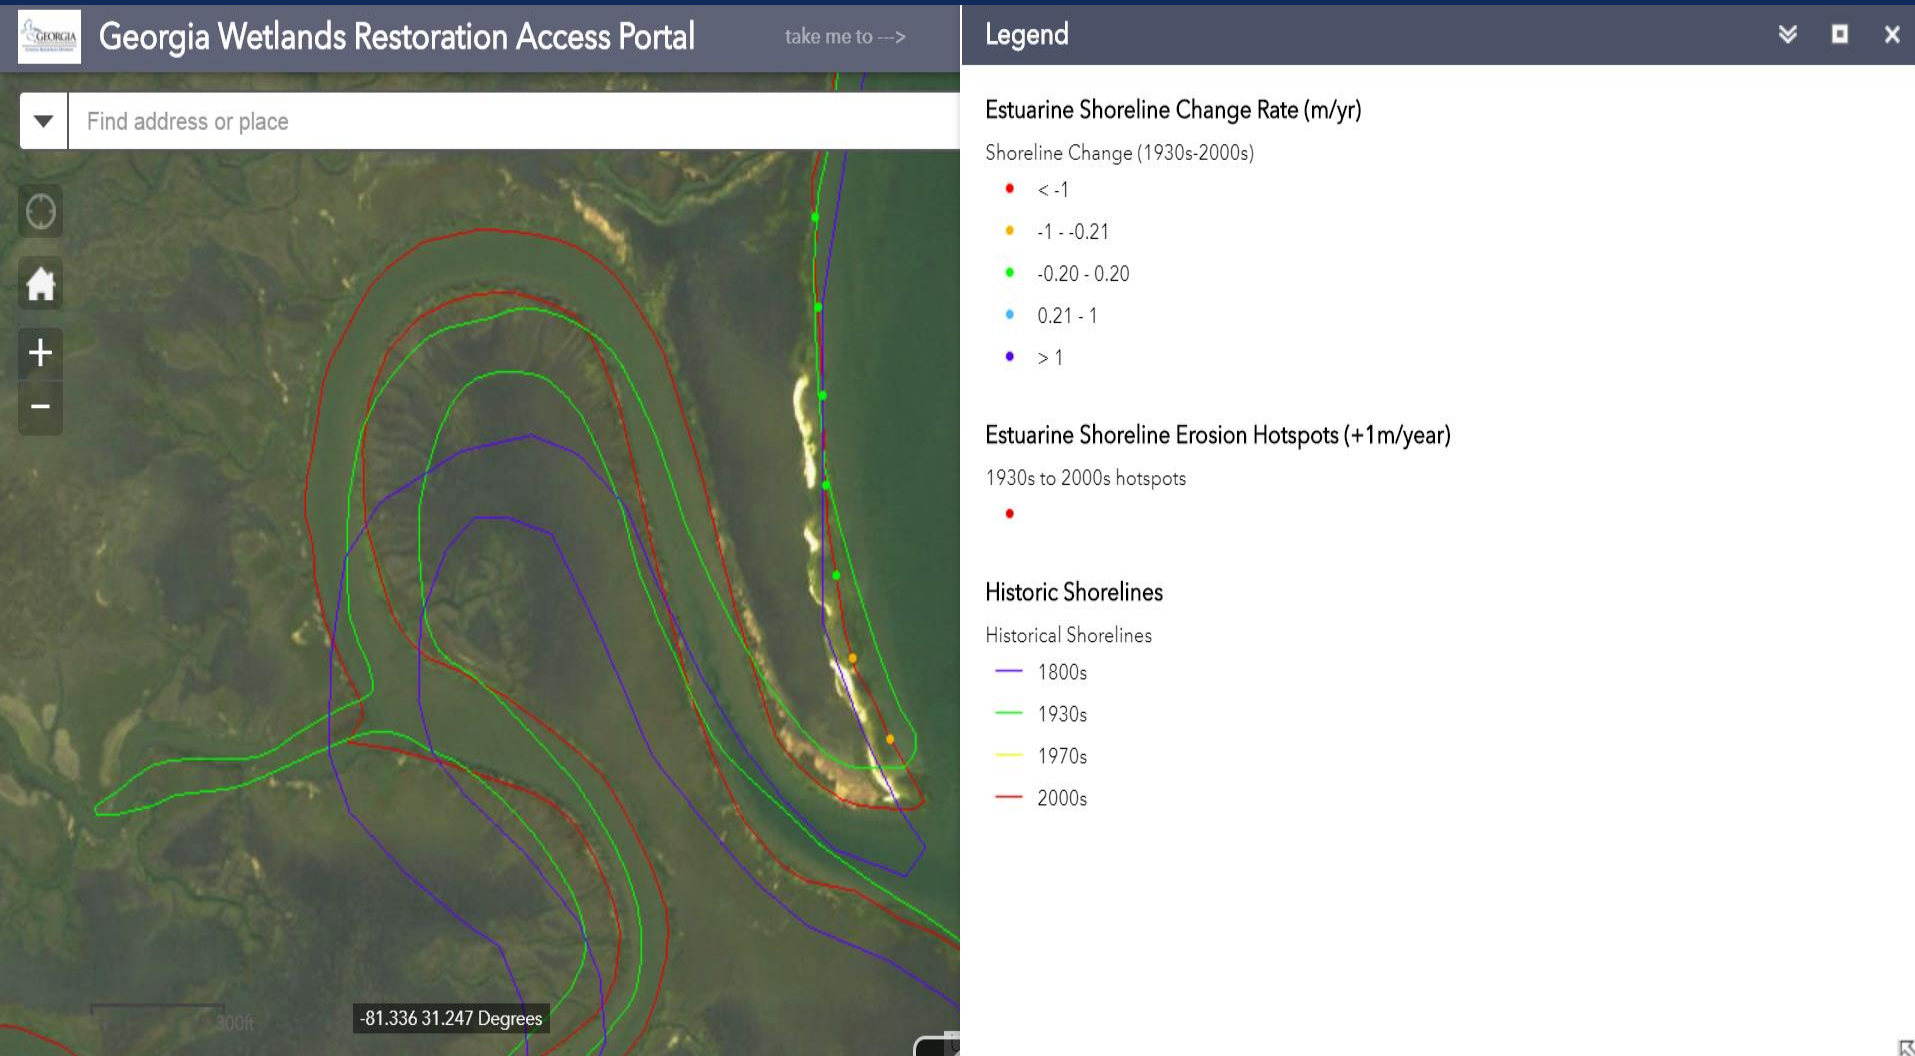 GEORGIA
Georgia Wetlands Restoration Access Portal
take me to --->
Find address or place
+
−
300ft
-81.336 31.247 Degrees
Legend
Estuarine Shoreline Change Rate (m/yr)
Shoreline Change (1930s-2000s)
< -1
-1 - -0.21
-0.20 - 0.20
0.21 - 1
> 1
Estuarine Shoreline Erosion Hotspots (+1m/year)
1930s to 2000s hotspots
Historic Shorelines
Historical Shorelines
1800s
1930s
1970s
2000s